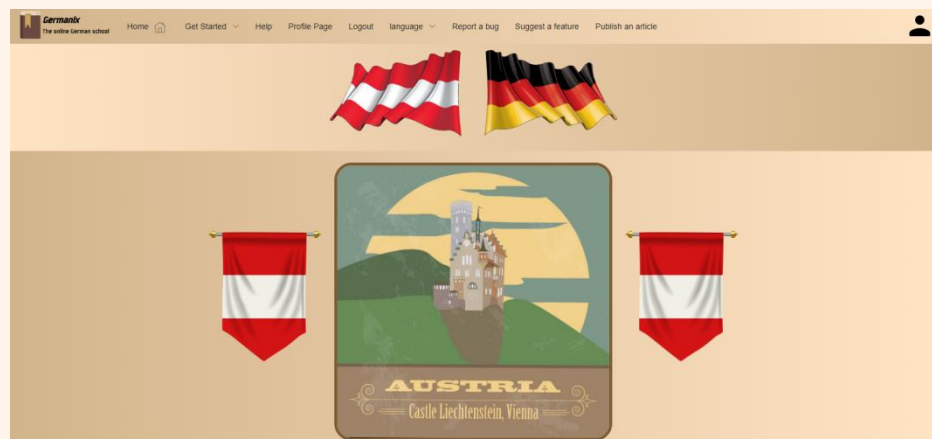 Germanix
The online German school
Home
Get Started
Help
Profile Page
Logout
language
Report a bug
Suggest a feature
Publish an article
AUSTRIA
Castle Liechtenstein, Vienna